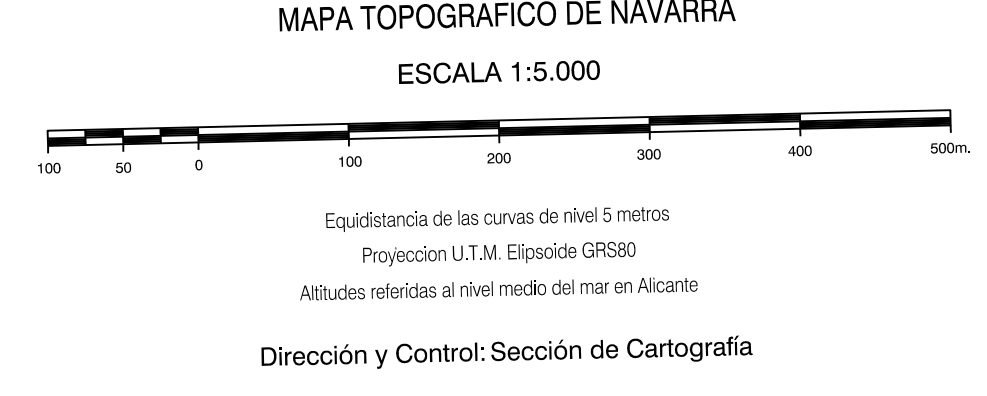 MAPA TOPOGRAFICO DE NAVARRA
ESCALA 1:5.000
100 50 0 100 200 300 400 500m.
Equidistancia de las curvas de nivel 5 metros
Proyeccion U.T.M. Elipsoide GRS80
Altitudes referidas al nivel medio del mar en Alicante
Dirección y Control: Sección de Cartografía